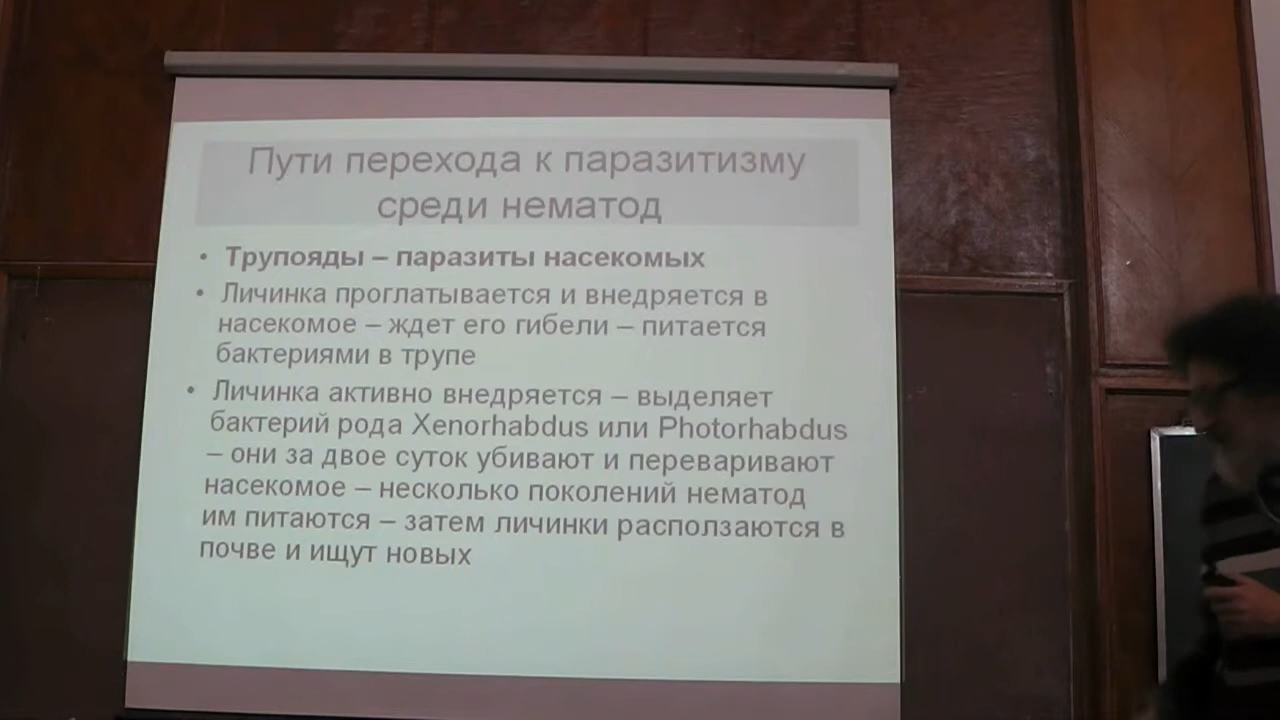 Пути перехода к паразитизму
среди нематод
• Трупояды – паразиты насекомых
• Личинка проглатывается и внедряется в
насекомое – ждет его гибели – питается
бактериями в трупе
• Личинка активно внедряется – выделяет
бактерий рода Xenorhabdus или Photorhabdus
– они за двое суток убивают и переваривают
насекомое – несколько поколений нематод
им питаются – затем личинки расползаются в
почве и ищут новых